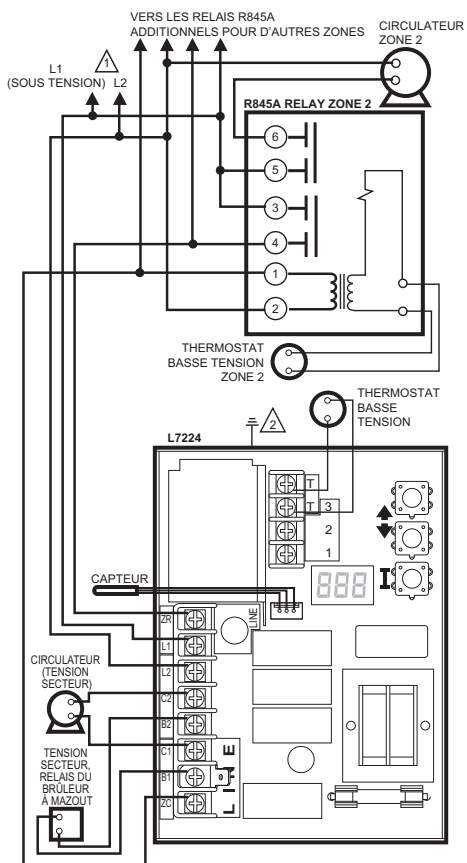 VERS LES RELAIS R845A
ADDITIONNELS POUR D'AUTRES ZONES
CIRCULATEUR
ZONE 2
L1
(SOUS TENSION)
1
L2
R845A RELAY ZONE 2
6
5
3
4
1
2
THERMOSTAT
BASSE TENSION
ZONE 2
THERMOSTAT
BASSE
TENSION
2
L7224
T
T
3
2
1
CAPTEUR
888
LINE
ZR
L1
L2
C2
B2
C1
B1
ZC
LINE
CIRCULATEUR
(TENSION
SECTEUR)
TENSION
SECTEUR,
RELAIS DU
BRÛLEUR
À MAZOUT